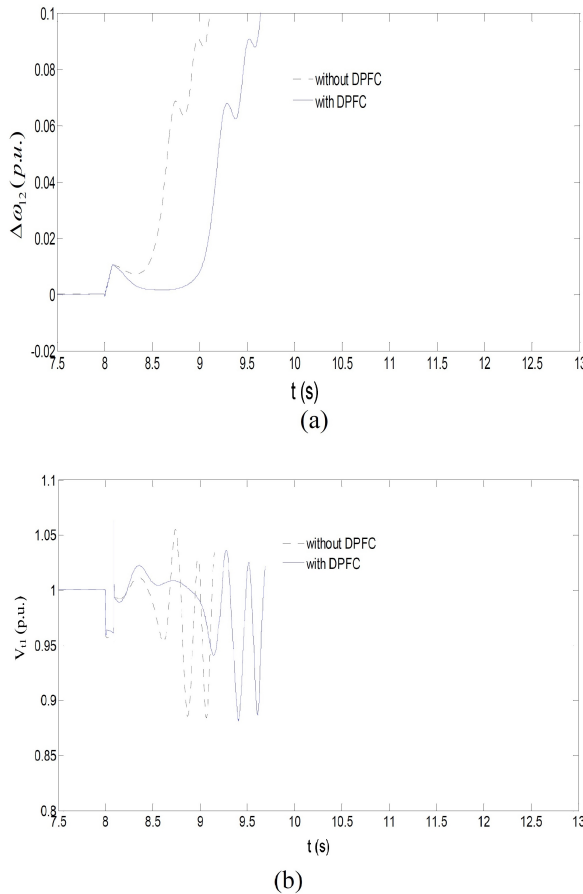 0.1
0.08
0.06
0.04
0.02
0
-0.02
Δω₁₂ (p.u.)
without DPFC
with DPFC
7.5 8 8.5 9 9.5 10 10.5 11 11.5 12 12.5 13
t (s)
(a)
1.1
1.05
1
0.95
0.9
0.85
0.8
V_t1 (p.u.)
without DPFC
with DPFC
7.5 8 8.5 9 9.5 10 10.5 11 11.5 12 12.5 13
t (s)
(b)